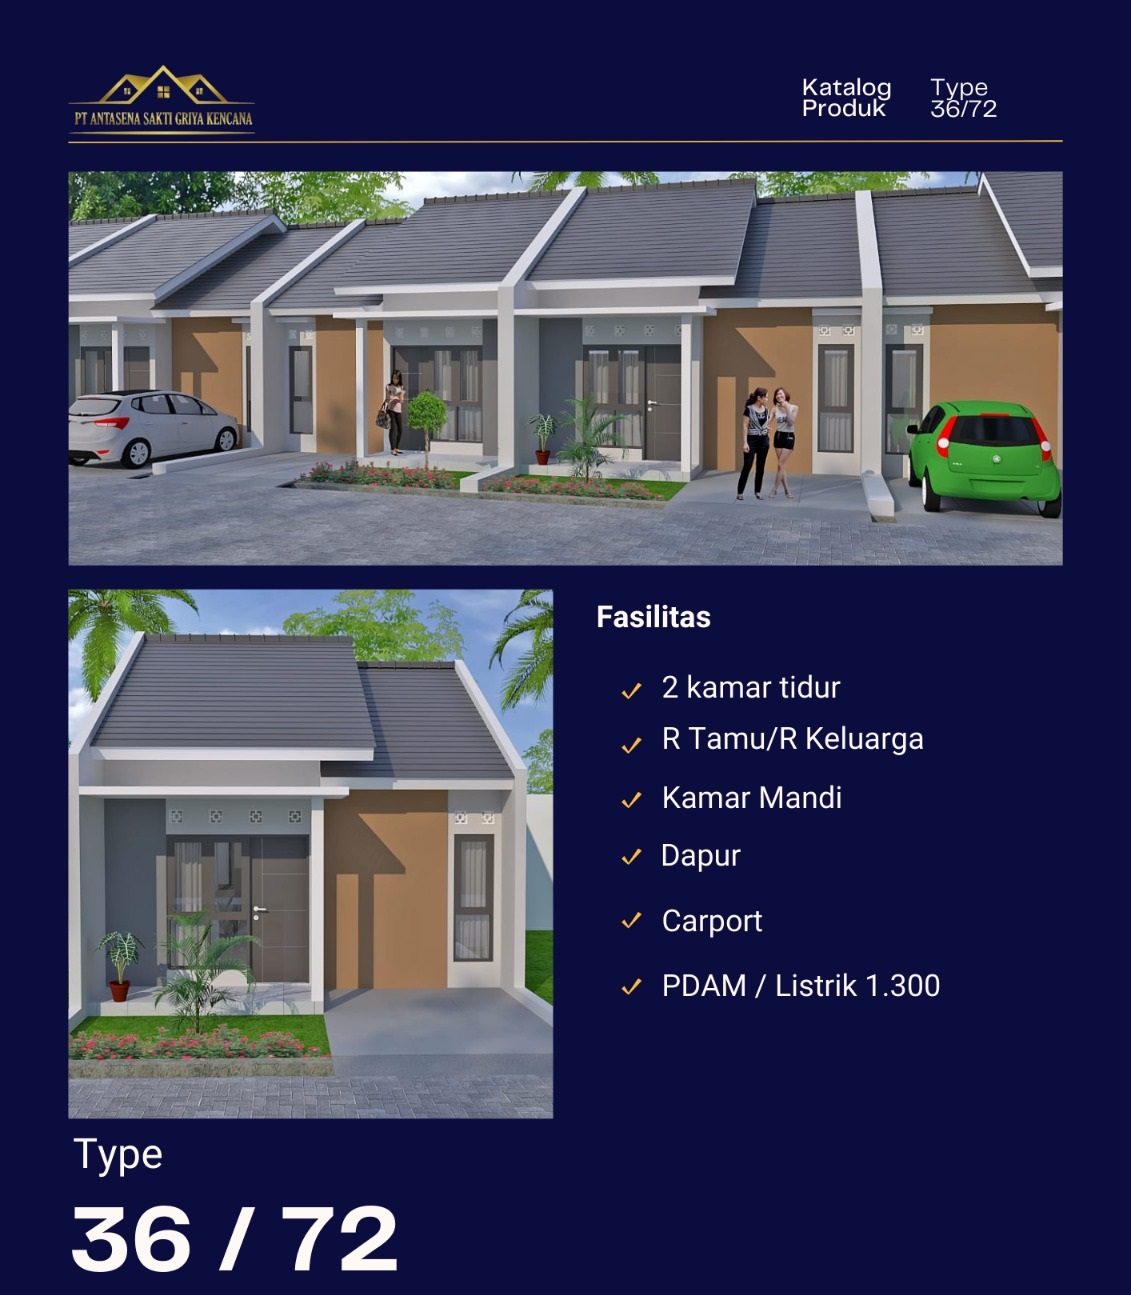 PT ANTASENA SAKTI GRIYA KENCANA
Katalog
Produk
Type
36/72
Fasilitas
2 kamar tidur
R Tamu/R Keluarga
Kamar Mandi
Dapur
Carport
PDAM / Listrik 1.300
Type
36 / 72